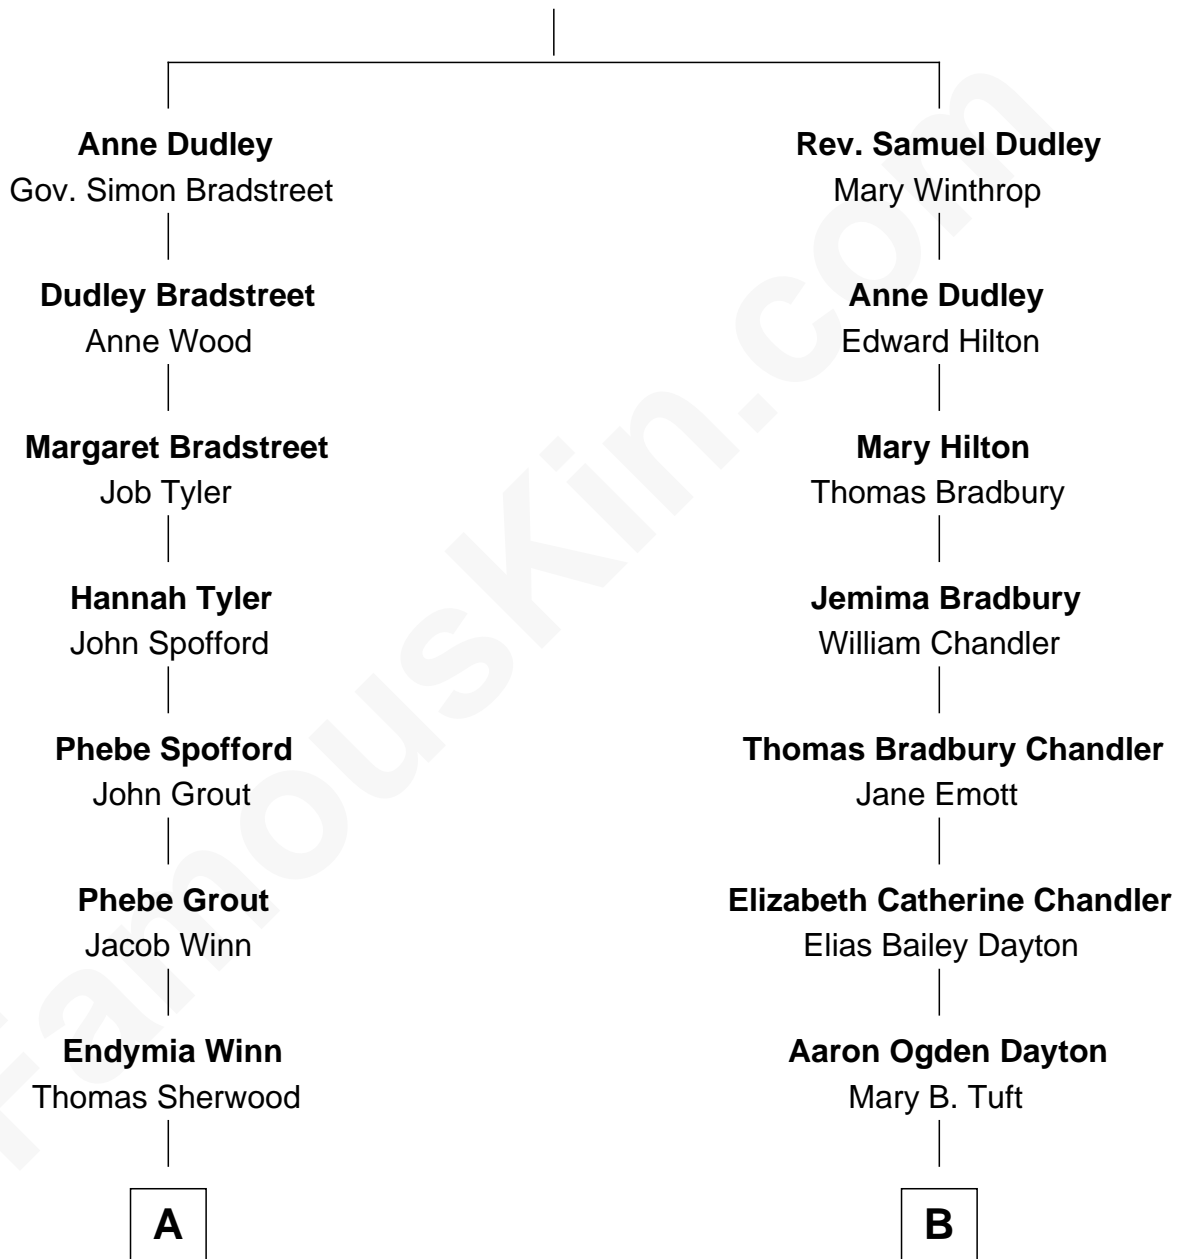 Anne Dudley
Gov. Simon Bradstreet
Dudley Bradstreet
Anne Wood
Margaret Bradstreet
Job Tyler
Hannah Tyler
John Spofford
Phebe Spofford
John Grout
Phebe Grout
Jacob Winn
Endymia Winn
Thomas Sherwood
A
Rev. Samuel Dudley
Mary Winthrop
Anne Dudley
Edward Hilton
Mary Hilton
Thomas Bradbury
Jemima Bradbury
William Chandler
Thomas Bradbury Chandler
Jane Emott
Elizabeth Catherine Chandler
Elias Bailey Dayton
Aaron Ogden Dayton
Mary B. Tuft
B
FamousKin.com